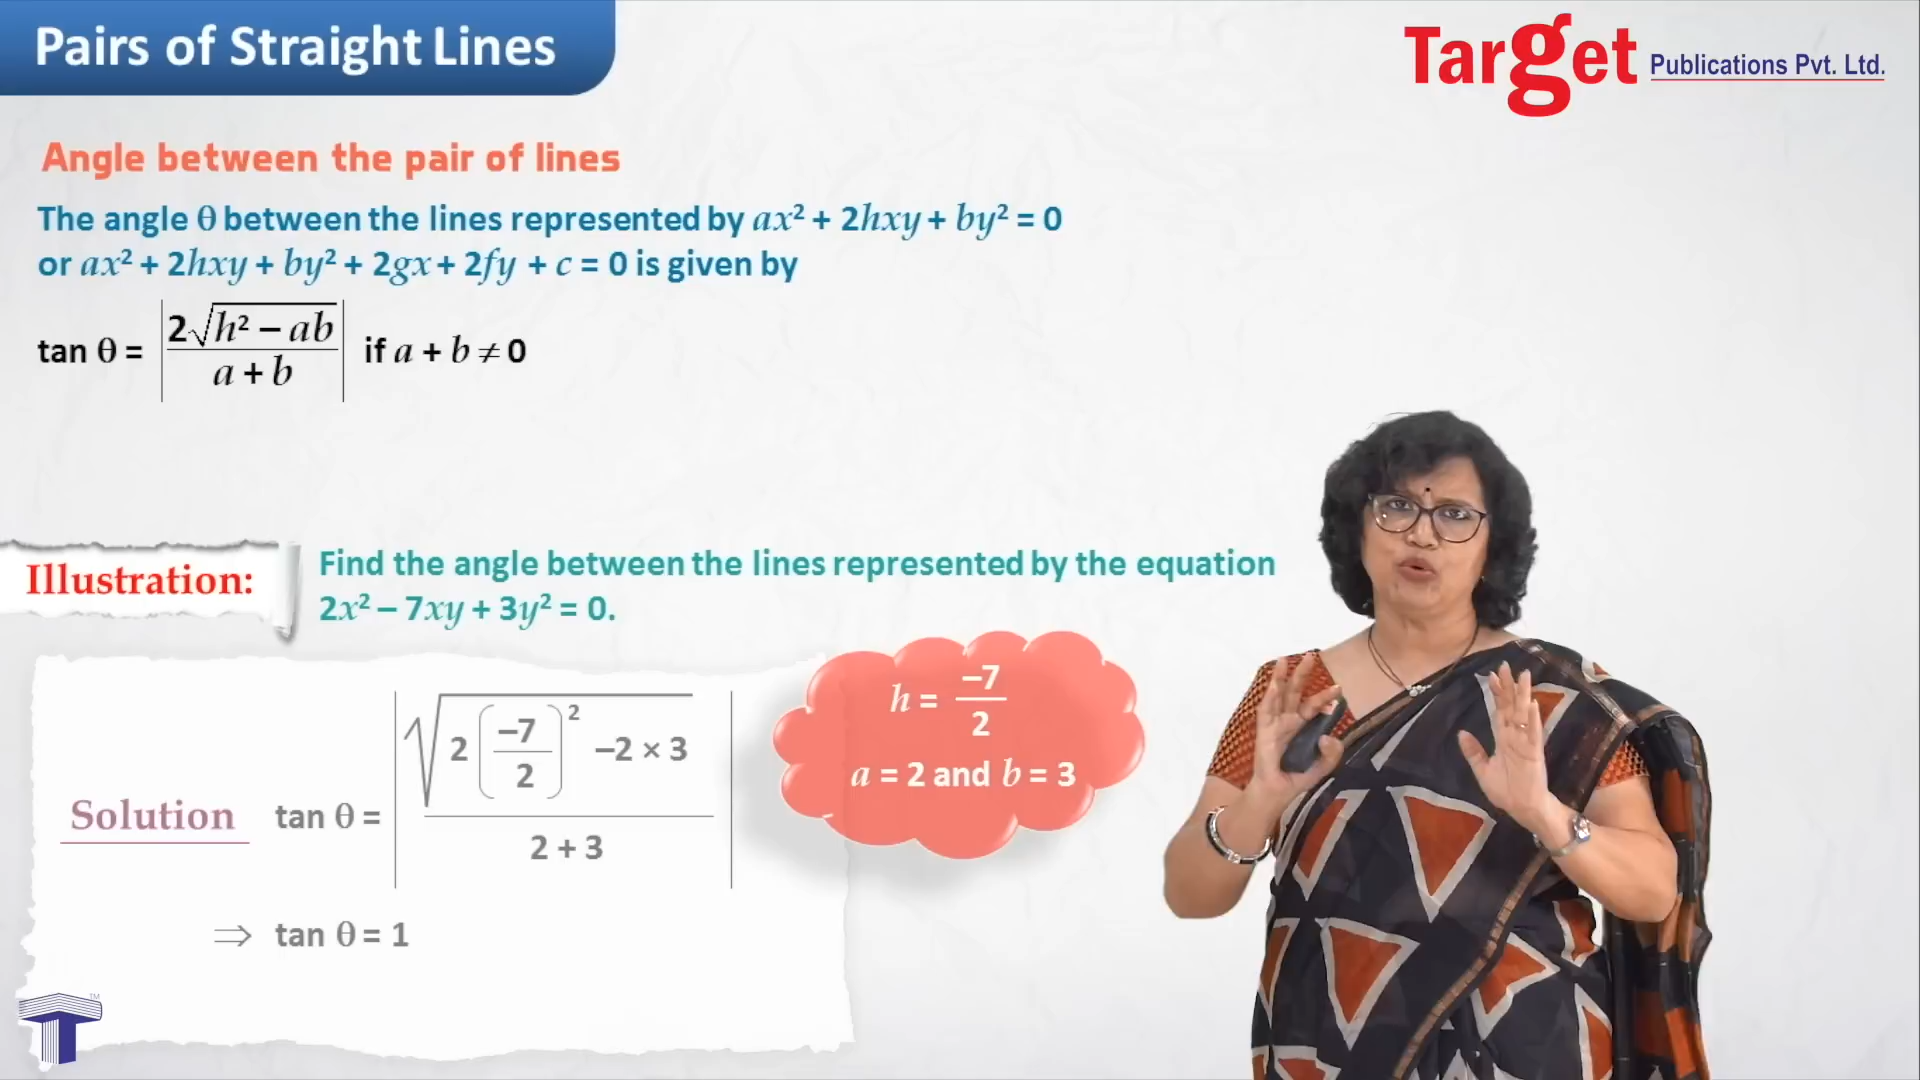 Pairs of Straight Lines
Target Publications Pvt. Ltd.
Angle between the pair of lines
The angle θ between the lines represented by ax² + 2hxy + by² = 0
or ax² + 2hxy + by² + 2gx + 2fy + c = 0 is given by
tan θ = |2√(h² – ab) / (a + b)| if a + b ≠ 0
Illustration:
Find the angle between the lines represented by the equation
2x² – 7xy + 3y² = 0.
h = –7/2
a = 2 and b = 3
Solution tan θ = |√(2(–7/2)² –2 × 3) / (2 + 3)|
⇒ tan θ = 1
T™